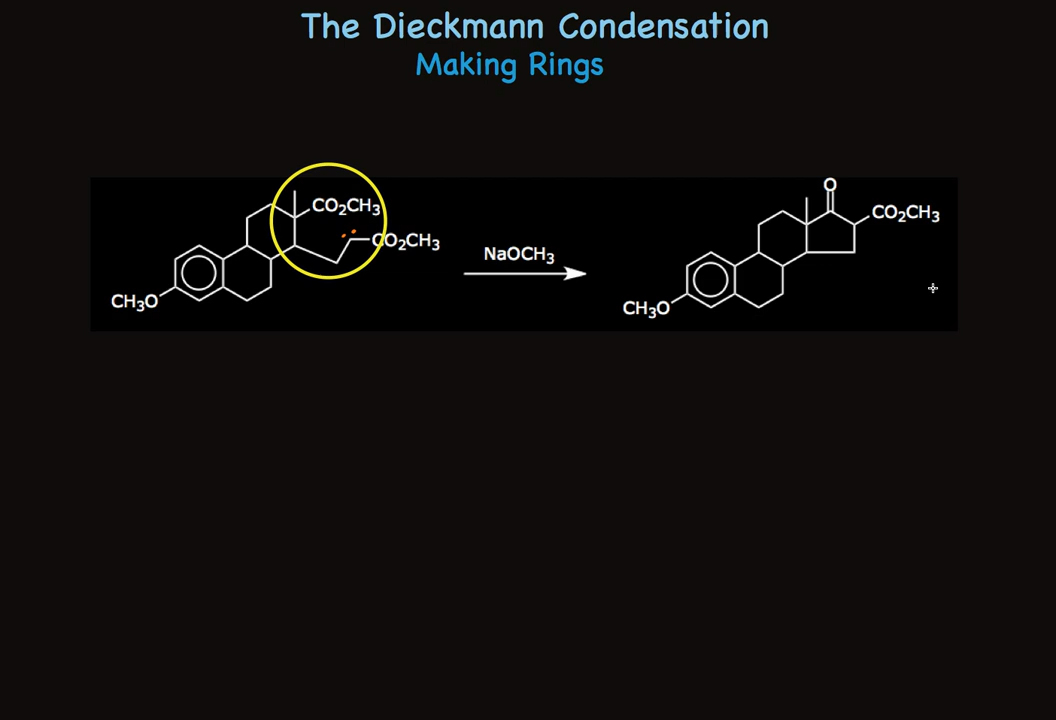 The Dieckmann Condensation
Making Rings
CO₂CH₃
CO₂CH₃
NaOCH₃
CH₃O
O
CO₂CH₃
CH₃O